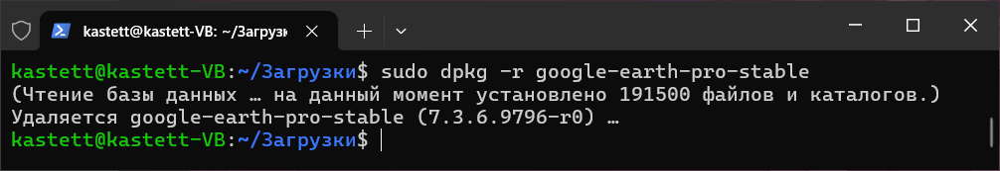 kastett@kastett-VB: ~/Загрузк
kastett@kastett-VB:~/Загрузки$ sudo dpkg -r google-earth-pro-stable
(Чтение базы данных … на данный момент установлено 191500 файлов и каталогов.)
Удаляется google-earth-pro-stable (7.3.6.9796-r0) …
kastett@kastett-VB:~/Загрузки$